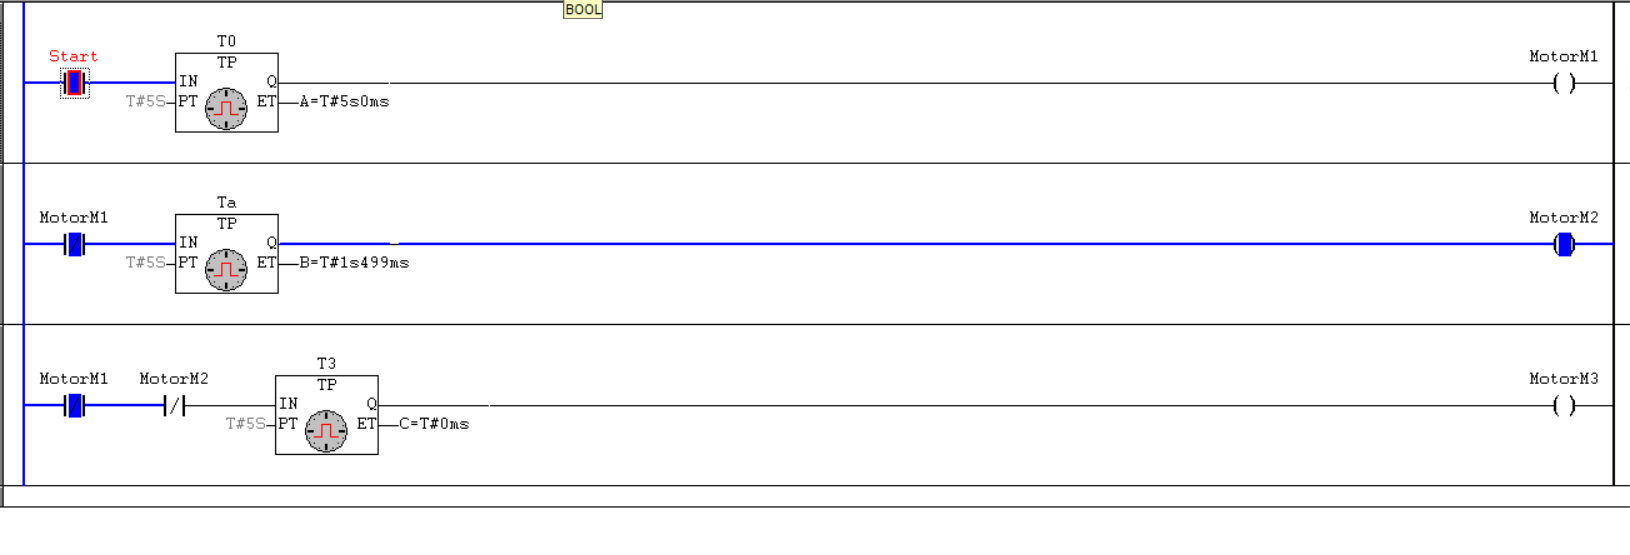 BOOL
T0
Start
TP
MotorM1
IN
Q
T#5S
PT
ET
A=T#5s0ms
Ta
MotorM1
TP
MotorM2
IN
Q
T#5S
PT
ET
B=T#1s499ms
T3
MotorM1
MotorM2
TP
MotorM3
IN
Q
T#5S
PT
ET
C=T#0ms